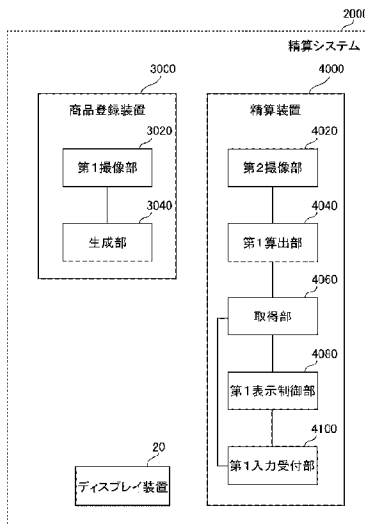 2000
精算システム
3000
商品登録装置
3020
第1撮像部
3040
生成部
4000
精算装置
4020
第2撮像部
4040
第1算出部
4060
取得部
4080
第1表示制御部
4100
第1入力受付部
20
ディスプレイ装置